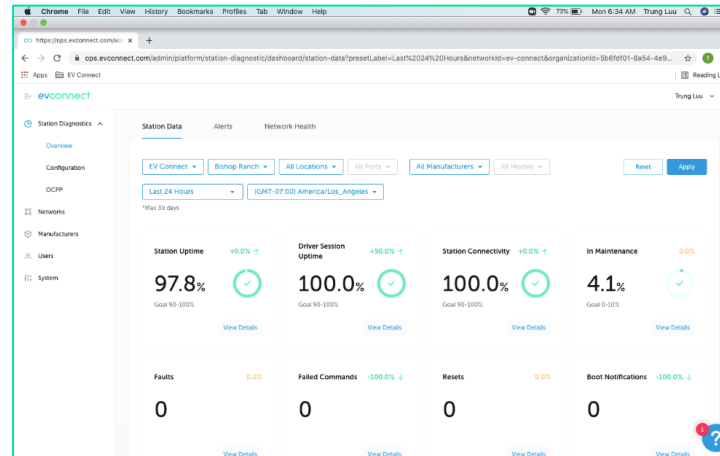 Chrome File Edit View History Bookmarks Profiles Tab Window Help 73% Mon 6:34 AM Trung Luu
https://ops.evconnect.com/adi × +
ops.evconnect.com/admin/platform/station-diagnostic/dashboard/station-data?presetLabel=Last%2024%20Hours&networkId=ev-connect&organizationId=5b6fdf01-8a54-4e9...
Apps EV Connect Reading L
evconnect Trung Luu
Station Diagnostics
Overview
Configuration
OCPP
Networks
Manufacturers
Users
System
Station Data Alerts Network Health
EV Connect Bishop Ranch All Locations All Ports All Manufacturers All Models Reset Apply
Last 24 Hours (GMT-07:00) America/Los_Angeles
*Max 30 days
Station Uptime +0.0% ↑
97.8%
Goal 90-100%
View Details
Driver Session Uptime +50.0% ↑
100.0%
Goal 90-100%
View Details
Station Connectivity +0.0% ↑
100.0%
Goal 90-100%
View Details
In Maintenance 0.0%
4.1%
Goal 0-10%
View Details
Faults 0.0%
0
View Details
Failed Commands -100.0% ↓
0
View Details
Resets 0.0%
0
View Details
Boot Notifications -100.0% ↓
0
View Details
1
?